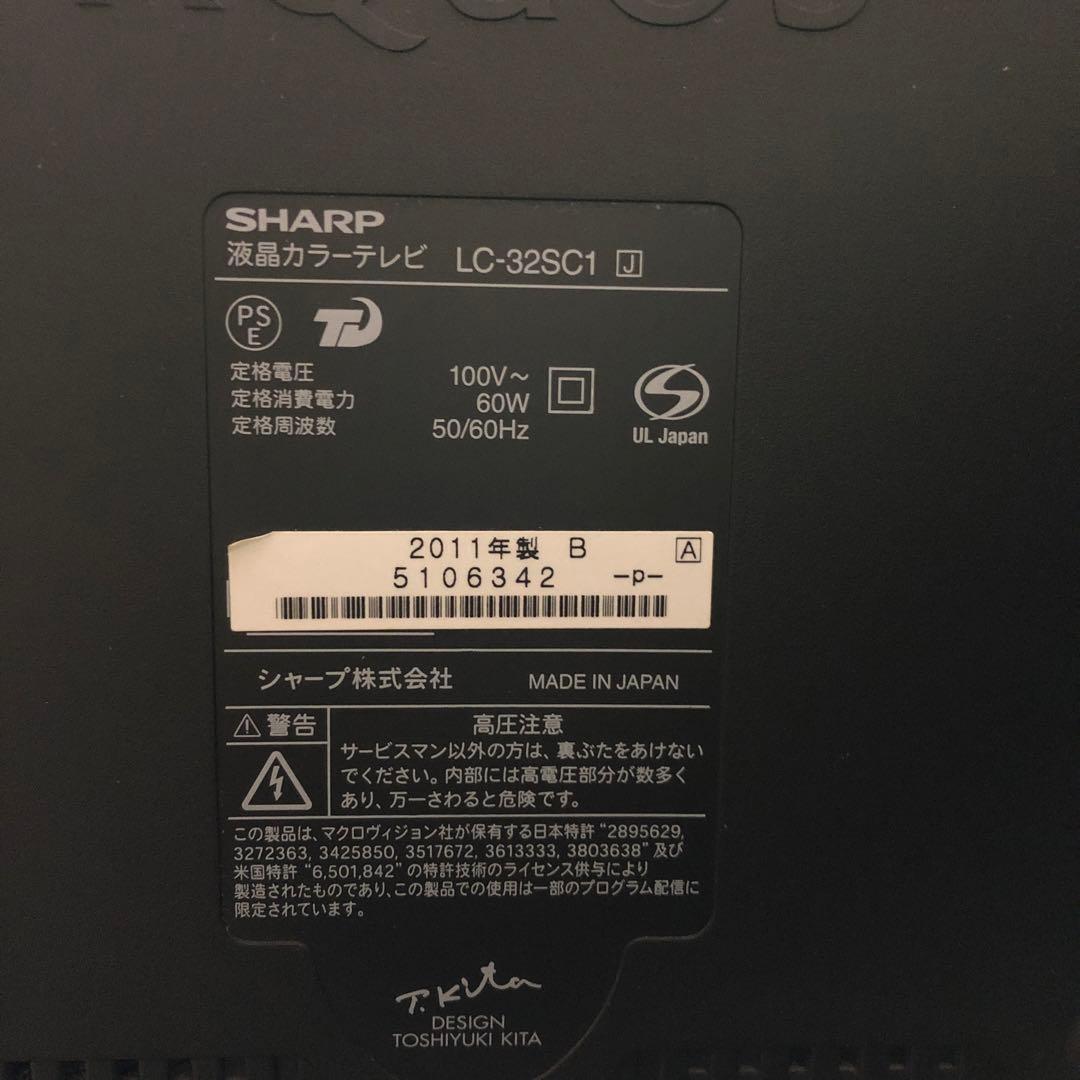 AQUOS
SHARP
液晶カラーテレビ LC-32SC1 J
PS
E
定格電圧 100V~
定格消費電力 60W
定格周波数 50/60Hz
UL Japan
2011年製 B A
5106342 -p-
シャープ株式会社 MADE IN JAPAN
警告 高圧注意
サービスマン以外の方は、裏ぶたをあけない
でください。内部には高電圧部分が数多く
あり、万一さわると危険です。
この製品は、マクロヴィジョン社が保有する日本特許 “2895629,
3272363, 3425850, 3517672, 3613333, 3803638” 及び
米国特許 “6,501,842” の特許技術のライセンス供与により
製造されたものであり、この製品での使用は一部のプログラム配信に
限定されています。
T.Kita
DESIGN
TOSHIYUKI KITA